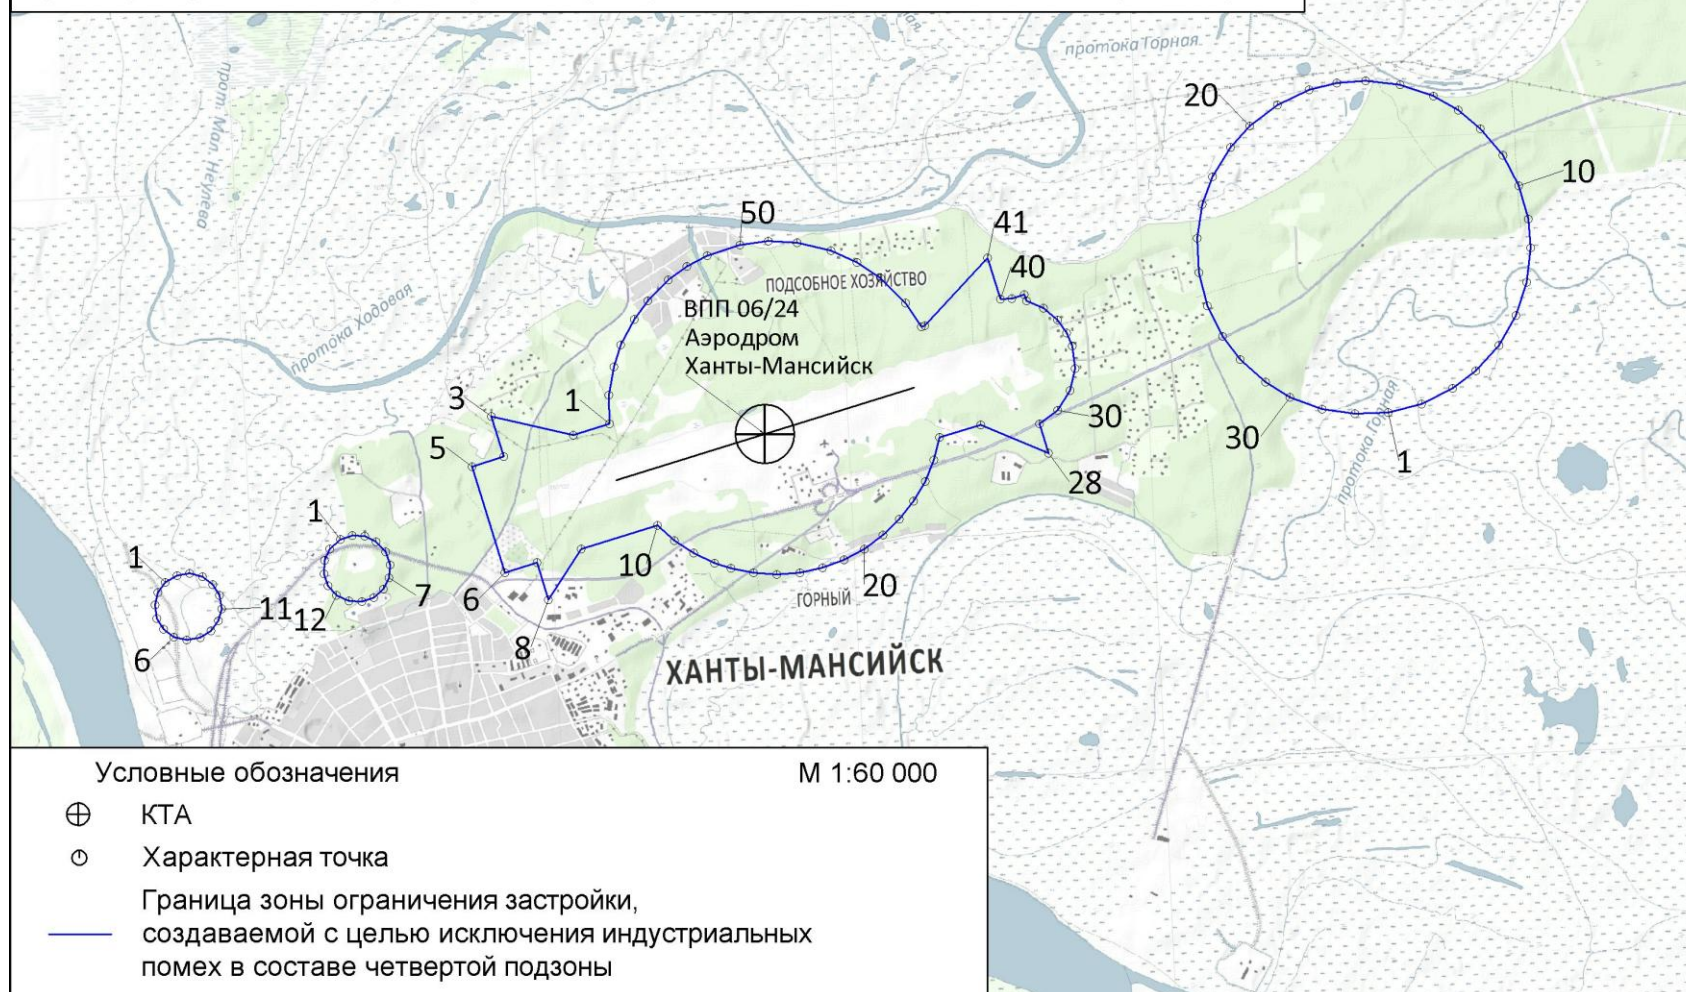 Горная
протока Горная
прот. Мал. Неулёва
20
10
50
41
ПОДСОБНОЕ ХОЗЯЙСТВО
40
ВПП 06/24
Аэродром
Ханты-Мансийск
протока Ходовая
3
1
30
5
30
1
протока Горная
28
1
1
10
7
20
6
11
12
ГОРНЫЙ
6
8
ХАНТЫ-МАНСИЙСК
Условные обозначения
М 1:60 000
КТА
Характерная точка
Граница зоны ограничения застройки,
создаваемой с целью исключения индустриальных
помех в составе четвертой подзоны